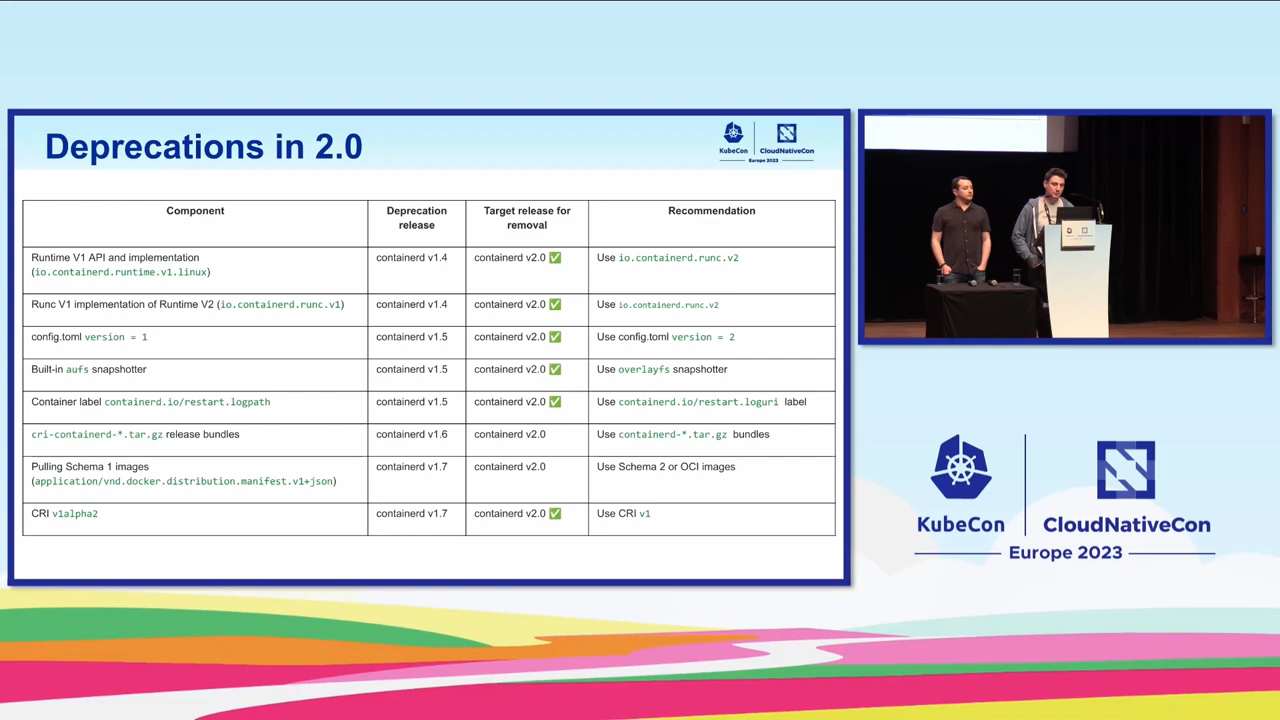 Deprecations in 2.0
KubeCon
CloudNativeCon
Europe 2023
Component
Deprecation
release
Target release for
removal
Recommendation
Runtime V1 API and implementation
(io.containerd.runtime.v1.linux)
containerd v1.4
containerd v2.0 ✅
Use io.containerd.runc.v2
Runc V1 implementation of Runtime V2 (io.containerd.runc.v1)
containerd v1.4
containerd v2.0 ✅
Use io.containerd.runc.v2
config.toml version = 1
containerd v1.5
containerd v2.0 ✅
Use config.toml version = 2
Built-in aufs snapshotter
containerd v1.5
containerd v2.0 ✅
Use overlayfs snapshotter
Container label containerd.io/restart.logpath
containerd v1.5
containerd v2.0 ✅
Use containerd.io/restart.loguri label
cri-containerd-*.tar.gz release bundles
containerd v1.6
containerd v2.0
Use containerd-*.tar.gz bundles
Pulling Schema 1 images
(application/vnd.docker.distribution.manifest.v1+json)
containerd v1.7
containerd v2.0
Use Schema 2 or OCI images
CRI v1alpha2
containerd v1.7
containerd v2.0 ✅
Use CRI v1
KubeCon
CloudNativeCon
Europe 2023